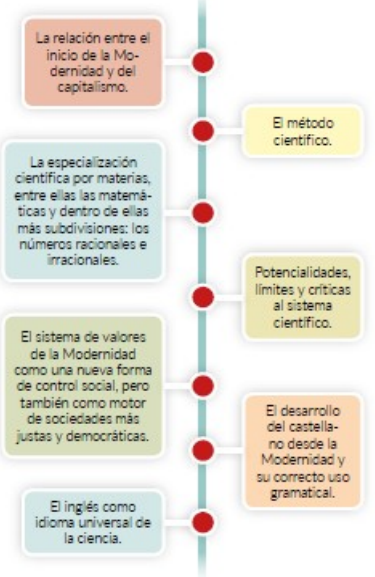 La relación entre el
inicio de la Mo-
dernidad y del
capitalismo.
El método
científico.
La especialización
científica por materias,
entre ellas las matemá-
ticas y dentro de ellas
más subdivisiones: los
números racionales e
irracionales.
Potencialidades,
límites y críticas
al sistema
científico.
El sistema de valores
de la Modernidad
como una nueva forma
de control social, pero
también como motor
de sociedades más
justas y democráticas.
El desarrollo
del castella-
no desde la
Modernidad y
su correcto uso
gramatical.
El inglés como
idioma universal de
la ciencia.